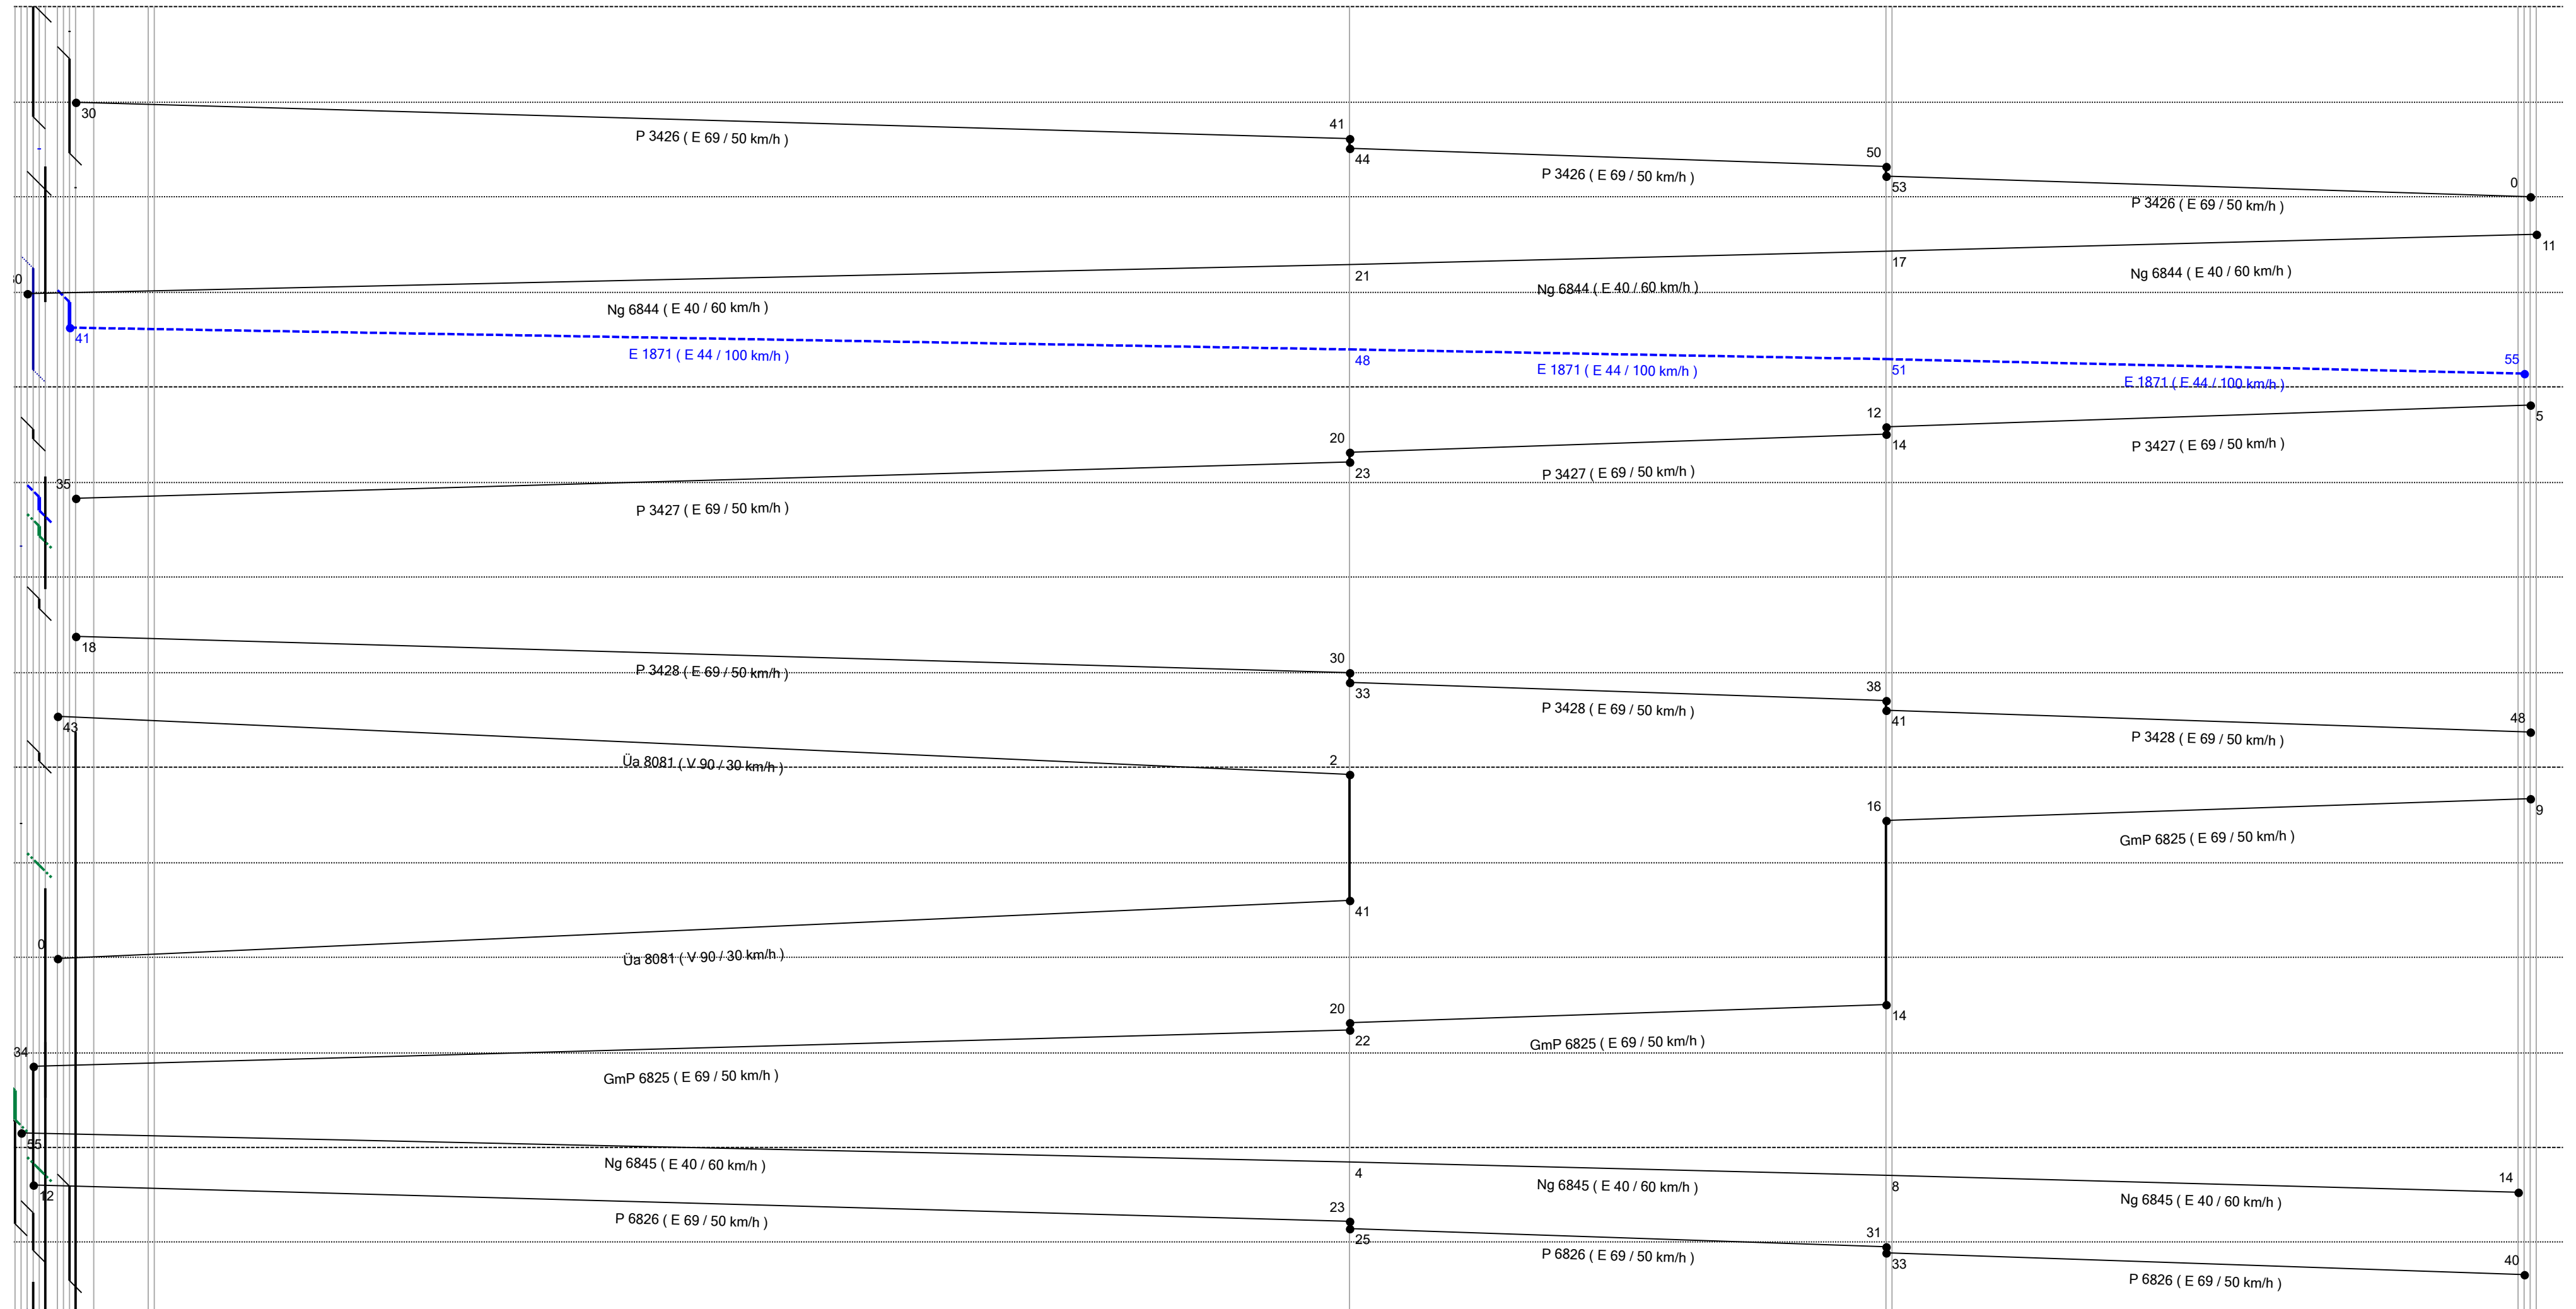 30
41
P 3426 ( E 69 / 50 km/h )
44
50
P 3426 ( E 69 / 50 km/h )
53
0
P 3426 ( E 69 / 50 km/h )
11
17
21
Ng 6844 ( E 40 / 60 km/h )
Ng 6844 ( E 40 / 60 km/h )
Ng 6844 ( E 40 / 60 km/h )
41
E 1871 ( E 44 / 100 km/h )
48
E 1871 ( E 44 / 100 km/h )
51
55
E 1871 ( E 44 / 100 km/h )
5
12
14
P 3427 ( E 69 / 50 km/h )
20
23
P 3427 ( E 69 / 50 km/h )
35
P 3427 ( E 69 / 50 km/h )
18
30
P 3428 ( E 69 / 50 km/h )
33
38
P 3428 ( E 69 / 50 km/h )
41
48
P 3428 ( E 69 / 50 km/h )
43
2
Üa 8081 ( V 90 / 30 km/h )
16
9
GmP 6825 ( E 69 / 50 km/h )
41
0
Üa 8081 ( V 90 / 30 km/h )
14
20
22
GmP 6825 ( E 69 / 50 km/h )
34
GmP 6825 ( E 69 / 50 km/h )
55
Ng 6845 ( E 40 / 60 km/h )
4
Ng 6845 ( E 40 / 60 km/h )
8
14
Ng 6845 ( E 40 / 60 km/h )
12
P 6826 ( E 69 / 50 km/h )
23
25
31
P 6826 ( E 69 / 50 km/h )
33
40
P 6826 ( E 69 / 50 km/h )